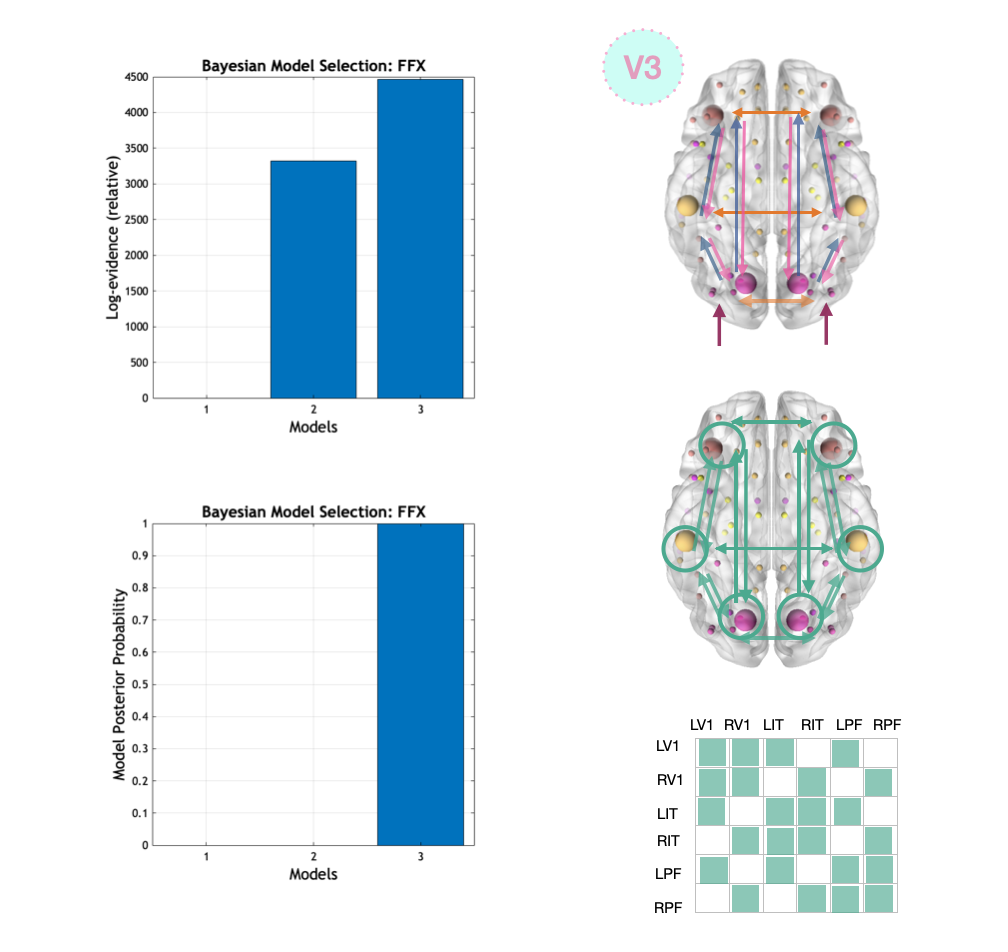 Bayesian Model Selection: FFX
Log-evidence (relative)
4500
4000
3500
3000
2500
2000
1500
1000
500
0
1 2 3
Models
V3
Bayesian Model Selection: FFX
Model Posterior Probability
1
0.9
0.8
0.7
0.6
0.5
0.4
0.3
0.2
0.1
0
1 2 3
Models
LV1 RV1 LIT RIT LPF RPF
LV1
RV1
LIT
RIT
LPF
RPF